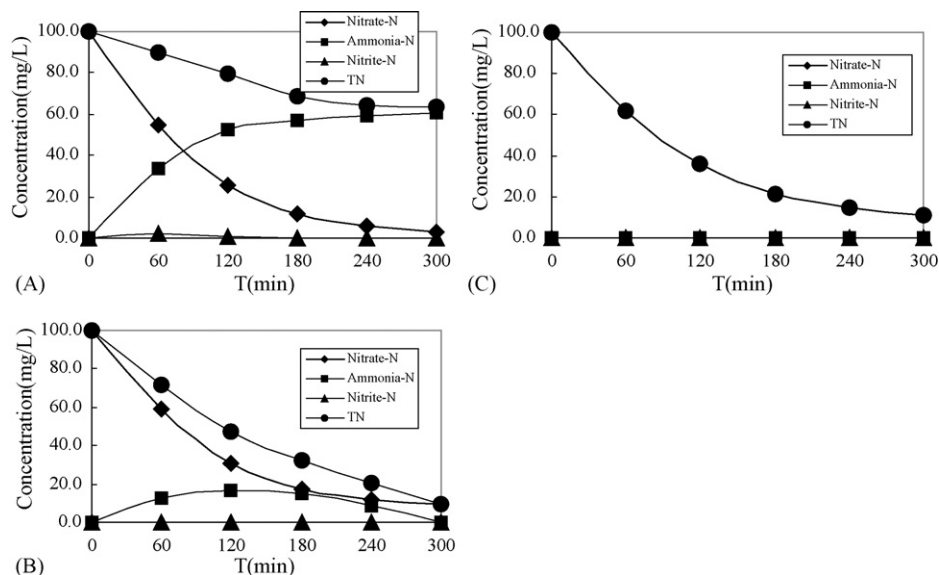 Concentration(mg/L)
100.0
80.0
60.0
40.0
20.0
0.0
Nitrate-N
Ammonia-N
Nitrite-N
TN
0 60 120 180 240 300
(A) T(min)
Concentration(mg/L)
100.0
80.0
60.0
40.0
20.0
0.0
Nitrate-N
Ammonia-N
Nitrite-N
TN
0 60 120 180 240 300
(C) T(min)
Concentration(mg/L)
100.0
80.0
60.0
40.0
20.0
0.0
Nitrate-N
Ammonia-N
Nitrite-N
TN
0 60 120 180 240 300
(B) T(min)